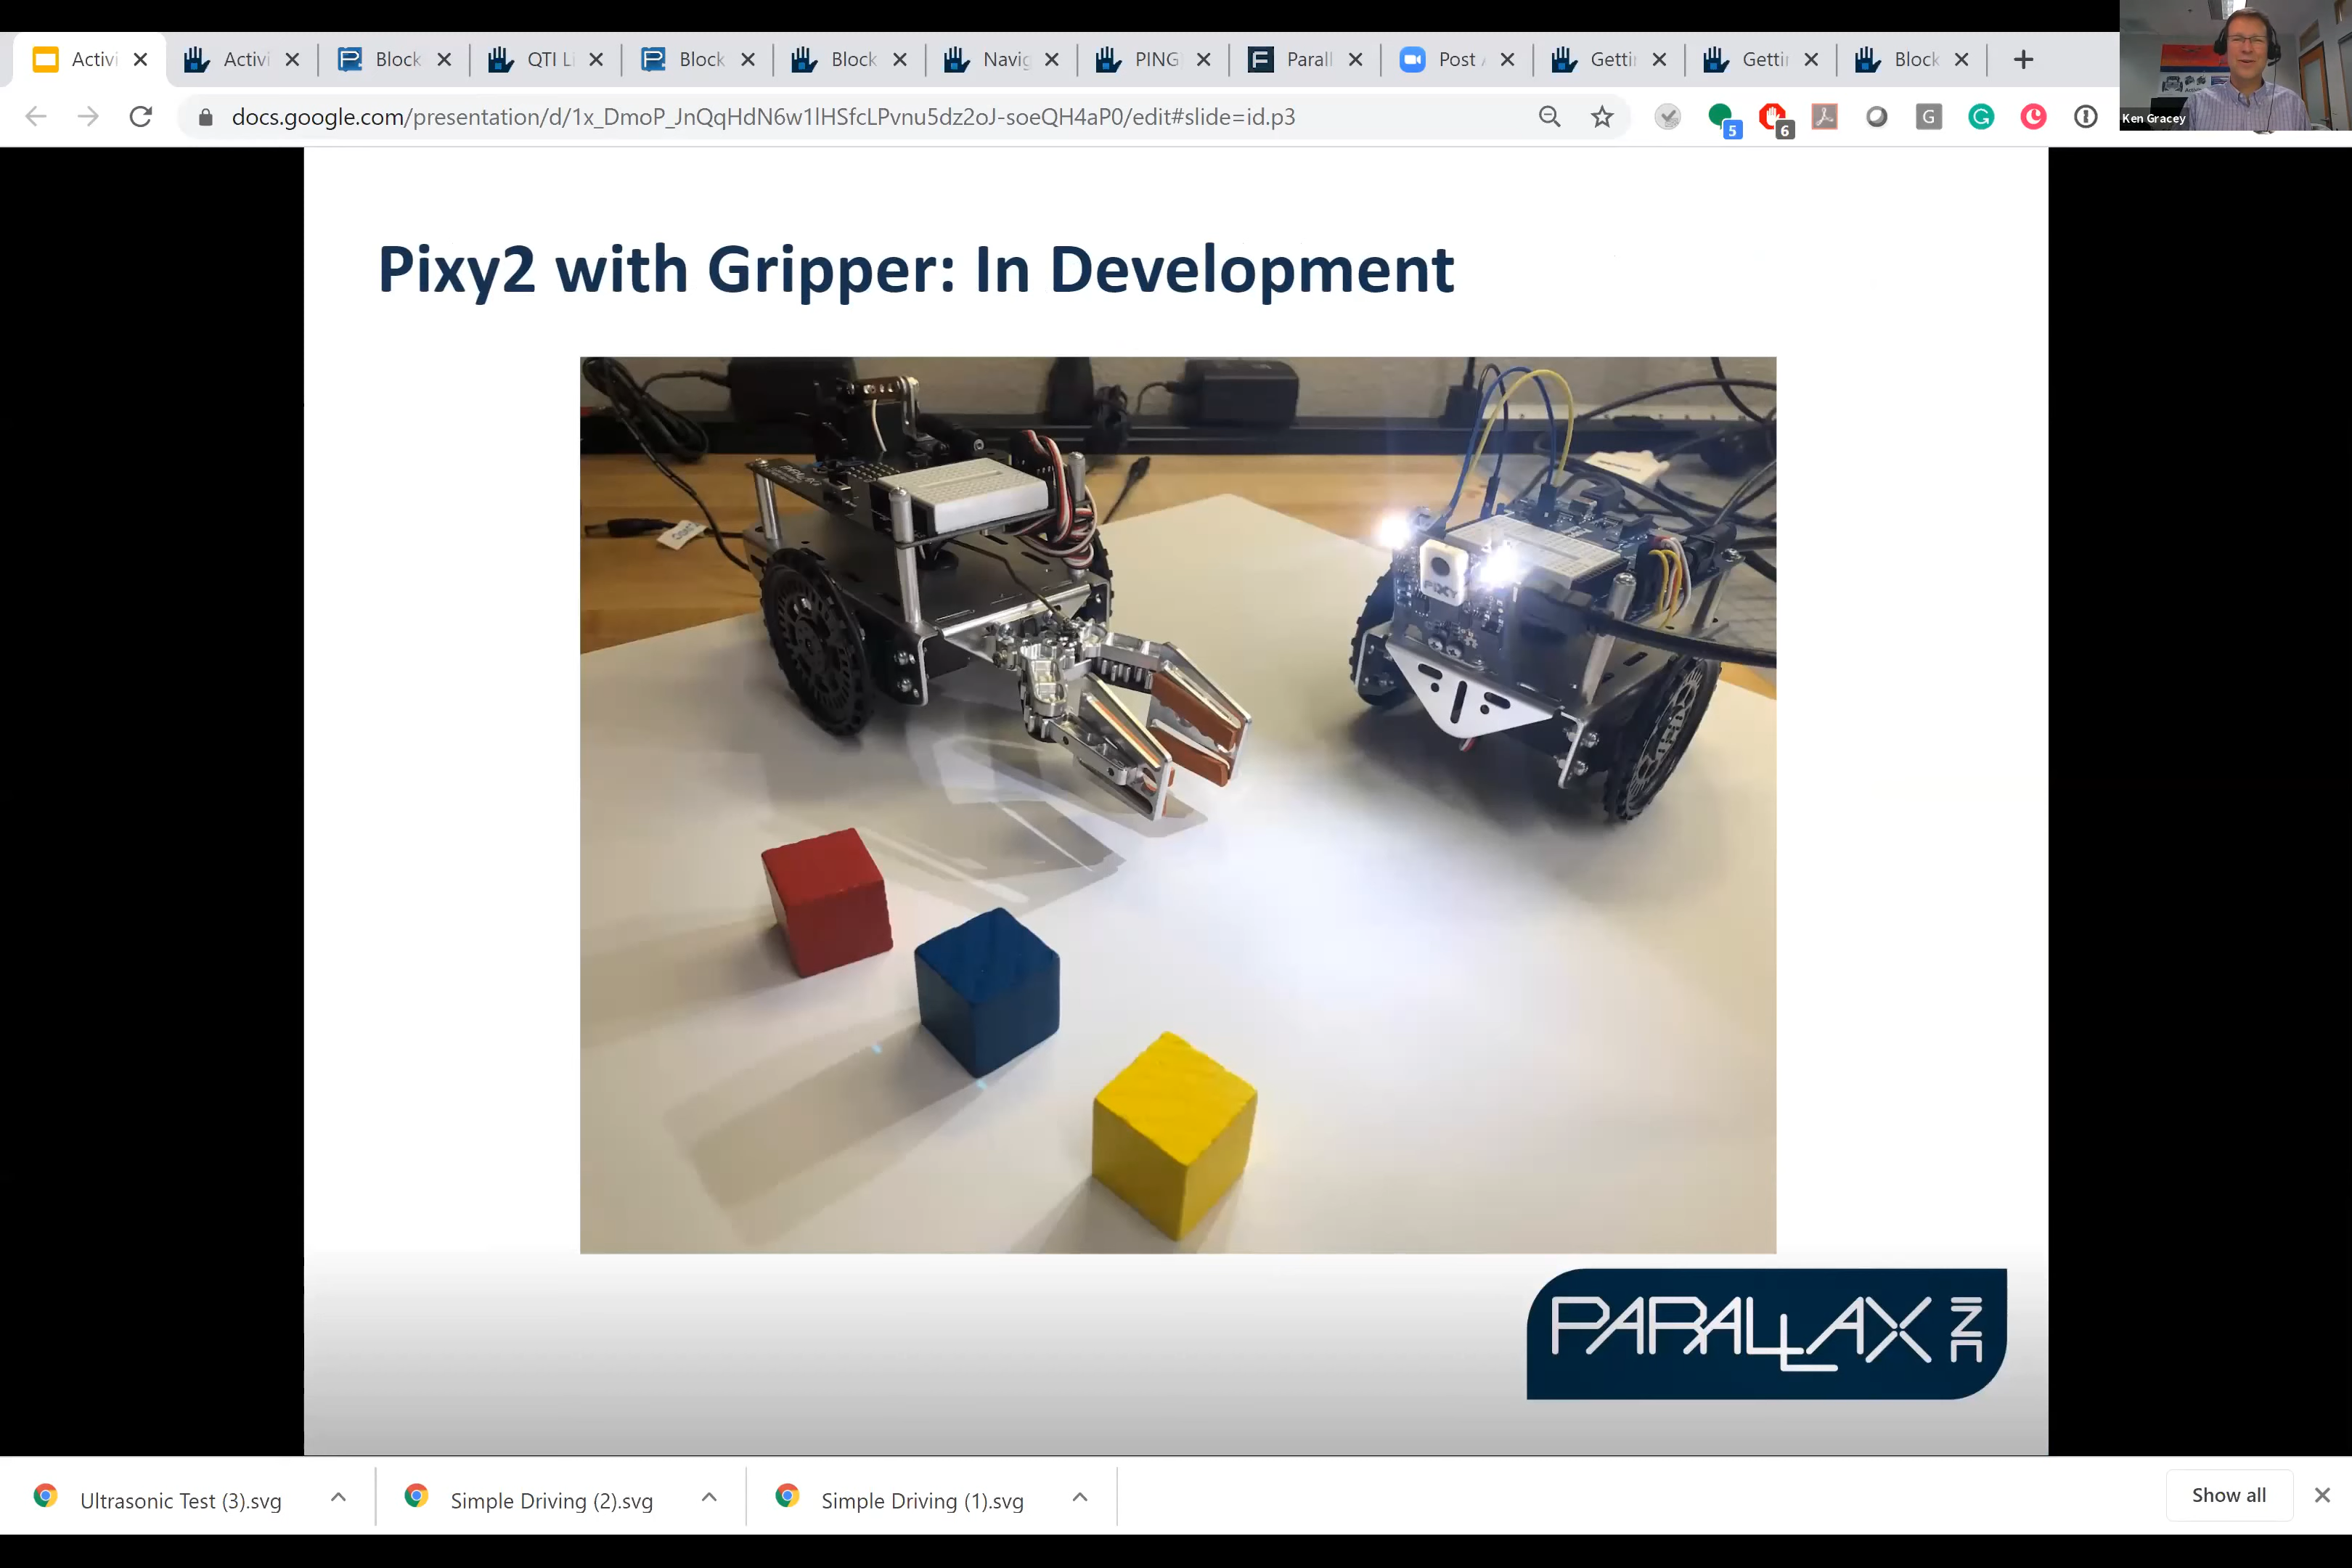 Activi
Activi
Block
QTI Li
Block
Block
Navig
PING
Parall
Post
Getti
Getti
Block
docs.google.com/presentation/d/1x_DmoP_JnQqHdN6w1lHSfcLPvnu5dz2oJ-soeQH4aP0/edit#slide=id.p3
5
6
G
Ken Gracey
Pixy2 with Gripper: In Development
PIXY
PARALLAX INC
Ultrasonic Test (3).svg
Simple Driving (2).svg
Simple Driving (1).svg
Show all